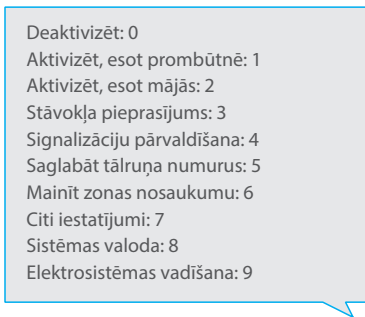 Deaktivizēt: 0
Aktivizēt, esot prombūtnē: 1
Aktivizēt, esot mājās: 2
Stāvokļa pieprasījums: 3
Signalizāciju pārvaldīšana: 4
Saglabāt tālruņa numurus: 5
Mainīt zonas nosaukumu: 6
Citi iestatījumi: 7
Sistēmas valoda: 8
Elektrosistēmas vadīšana: 9